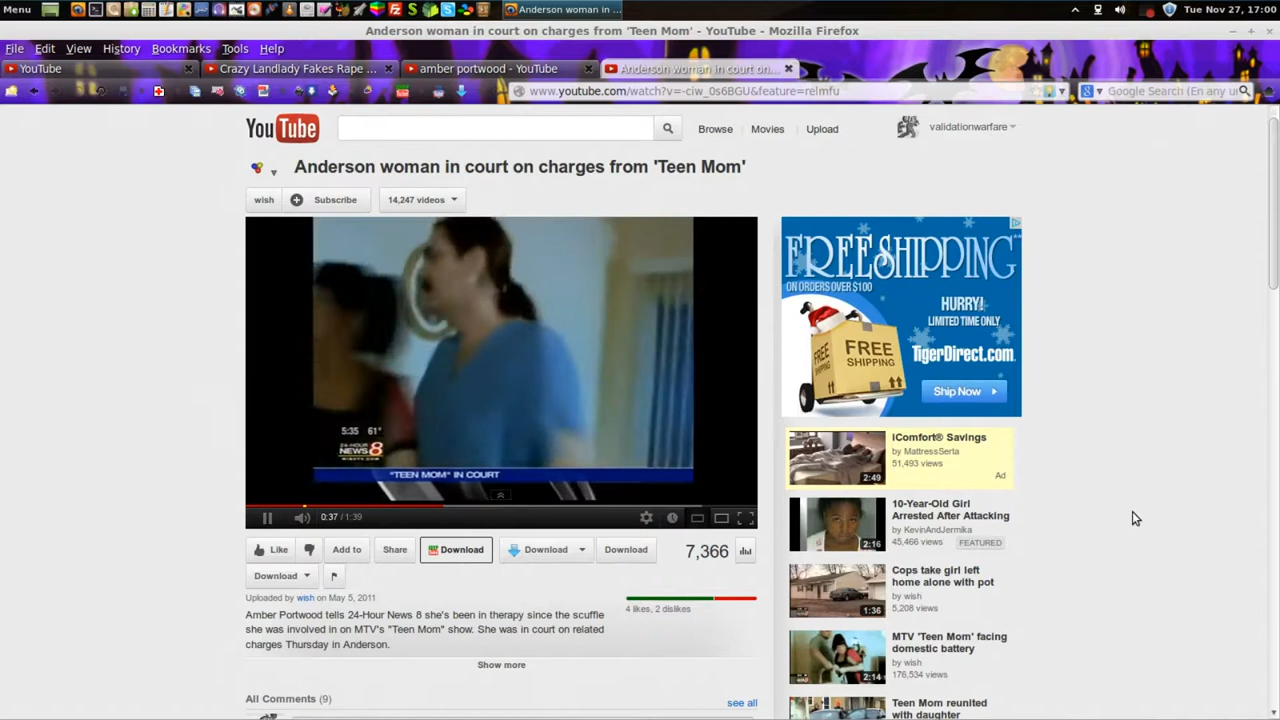 Menu
Anderson woman in ...
Tue Nov 27, 17:00
Anderson woman in court on charges from 'Teen Mom' - YouTube - Mozilla Firefox
File Edit View History Bookmarks Tools Help
YouTube
Crazy Landlady Fakes Rape ...
amber portwood - YouTube
Anderson woman in court on...
www.youtube.com/watch?v=-ciw_0s6BGU&feature=relmfu
Google Search (En any ur
YouTube
Browse Movies Upload
validationwarfare
Anderson woman in court on charges from 'Teen Mom'
wish Subscribe 14,247 videos
5:35 61°
24-HOUR
NEWS 8
"TEEN MOM" IN COURT
0:37 / 1:39
Like Add to Share Download Download Download 7,366
Download
Uploaded by wish on May 5, 2011
4 likes, 2 dislikes
Amber Portwood tells 24-Hour News 8 she's been in therapy since the scuffle
she was involved in on MTV's "Teen Mom" show. She was in court on related
charges Thursday in Anderson.
Show more
All Comments (9)
see all
FREE SHIPPING**
ON ORDERS OVER $100
HURRY!
LIMITED TIME ONLY
TigerDirect.com
FREE
SHIPPING
FREE
Ship Now
iComfort® Savings
by MattressSerta
51,493 views
Ad
2:49
10-Year-Old Girl
Arrested After Attacking
by KevinAndJermika
45,466 views FEATURED
2:16
Cops take girl left
home alone with pot
by wish
5,208 views
1:36
MTV 'Teen Mom' facing
domestic battery
by wish
176,534 views
2:14
Teen Mom reunited
with daughter